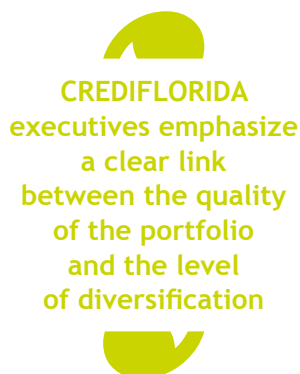 CREDIFLORIDA
executives emphasize
a clear link
between the quality
of the portfolio
and the level
of diversification